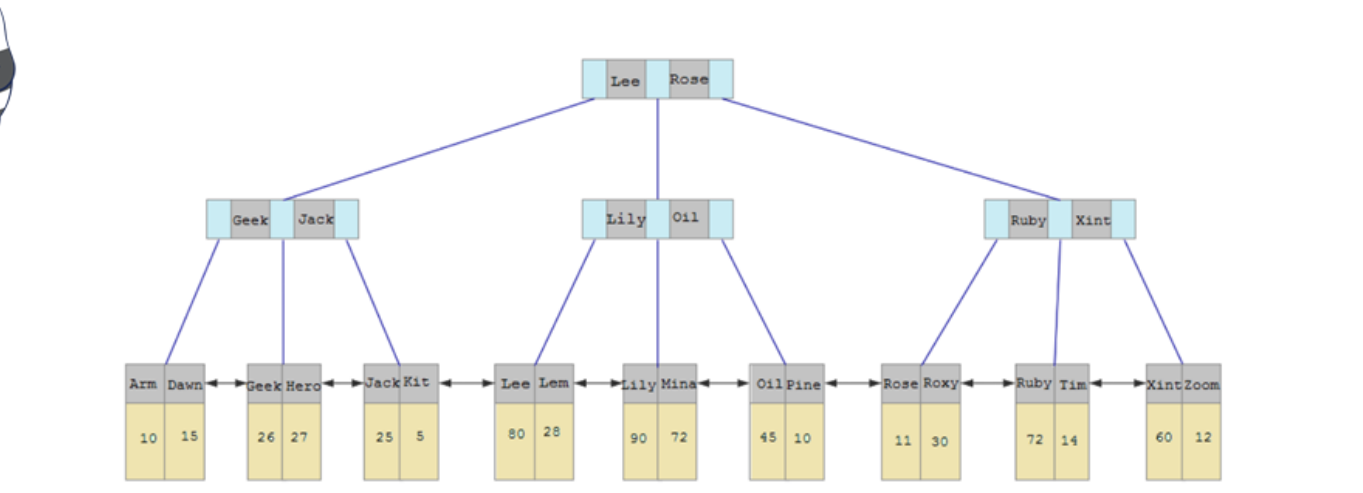 Lee Rose
Geek Jack Lily Oil Ruby Xint
Arm Dawn Geek Hero Jack Kit Lee Lem Lily Mina Oil Pine Rose Roxy Ruby Tim Xint Zoom
10 15 26 27 25 5 80 28 90 72 45 10 11 30 72 14 60 12